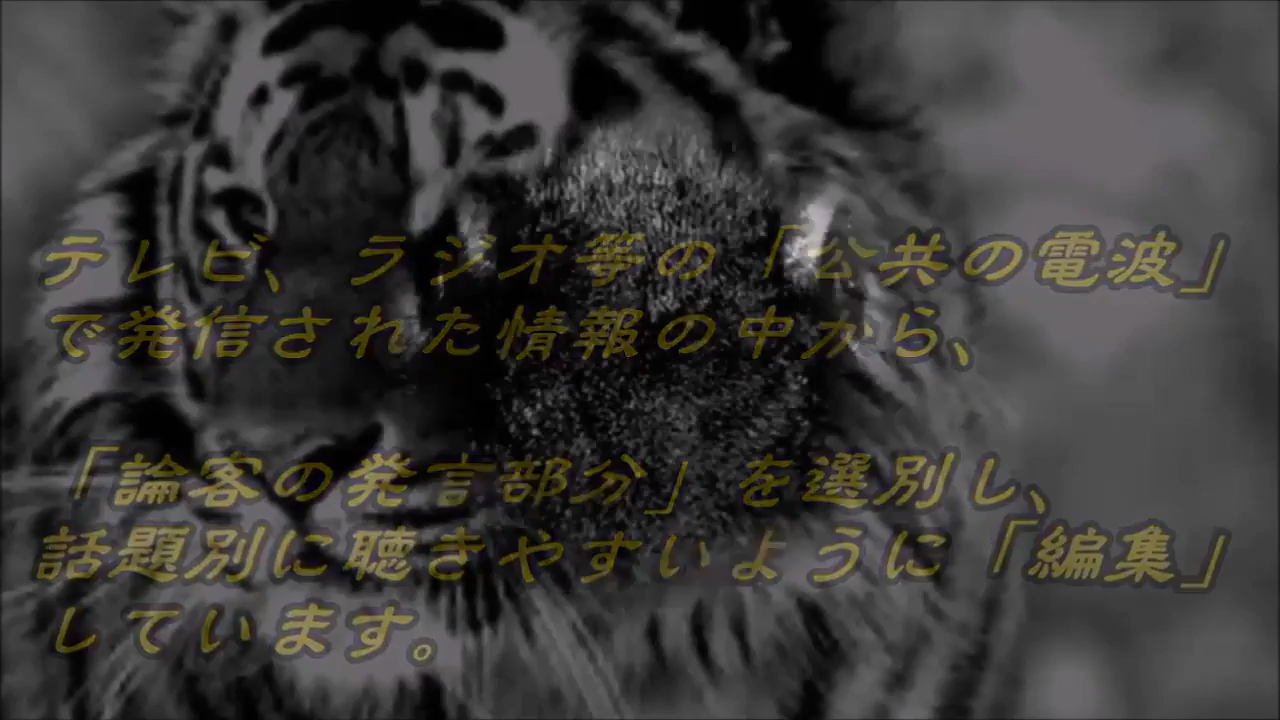 テレビ、ラジオ等の「公共の電波」
で発信された情報の中から、
「論客の発言部分」を選別し、
話題別に聴きやすいように「編集」
しています。